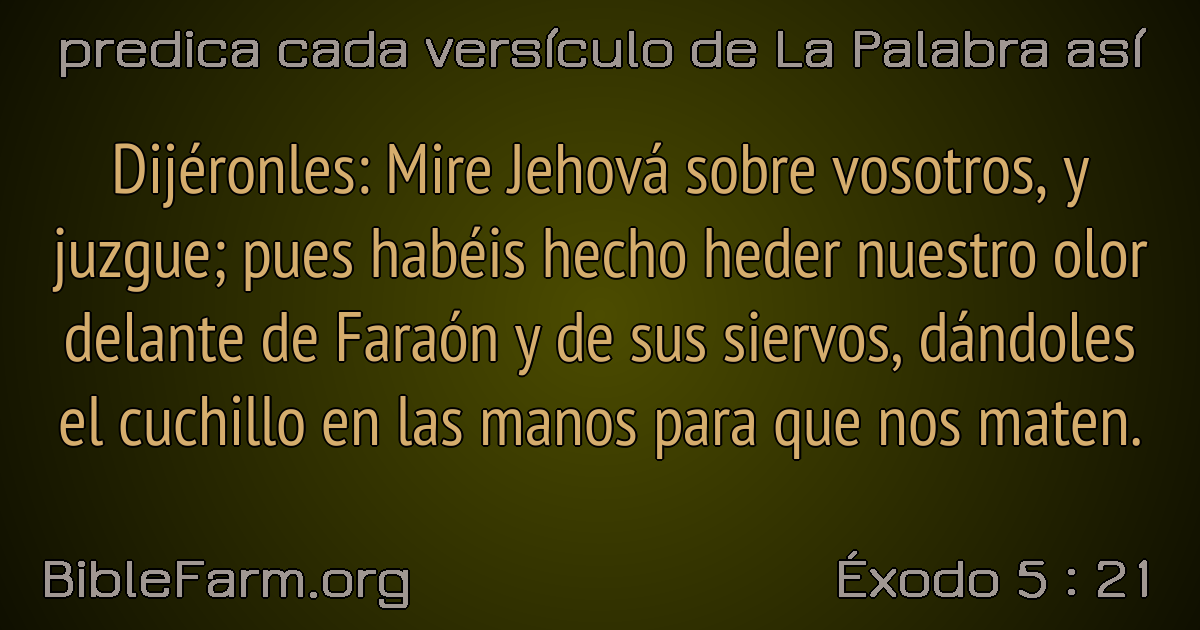 predica cada versículo de La Palabra así
Dijéronles: Mire Jehová sobre vosotros, y
juzgue; pues habéis hecho heder nuestro olor
delante de Faraón y de sus siervos, dándoles
el cuchillo en las manos para que nos maten.
BibleFarm.org
Éxodo 5 : 21